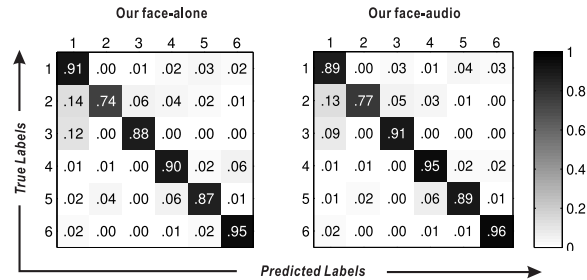 Our face-alone Our face-audio
1 2 3 4 5 6 1 2 3 4 5 6
1 .91 .00 .01 .02 .03 .02 1 .89 .00 .03 .01 .04 .03 1
2 .14 .74 .06 .04 .02 .01 2 .13 .77 .05 .03 .01 .00 0.8
3 .12 .00 .88 .00 .00 .00 3 .09 .00 .91 .00 .00 .00 0.6
4 .01 .01 .00 .90 .02 .06 4 .01 .01 .00 .95 .02 .02 0.4
5 .02 .04 .00 .06 .87 .01 5 .01 .02 .00 .06 .89 .01 0.2
6 .02 .00 .00 .01 .02 .95 6 .02 .00 .00 .01 .01 .96 0
True Labels
Predicted Labels